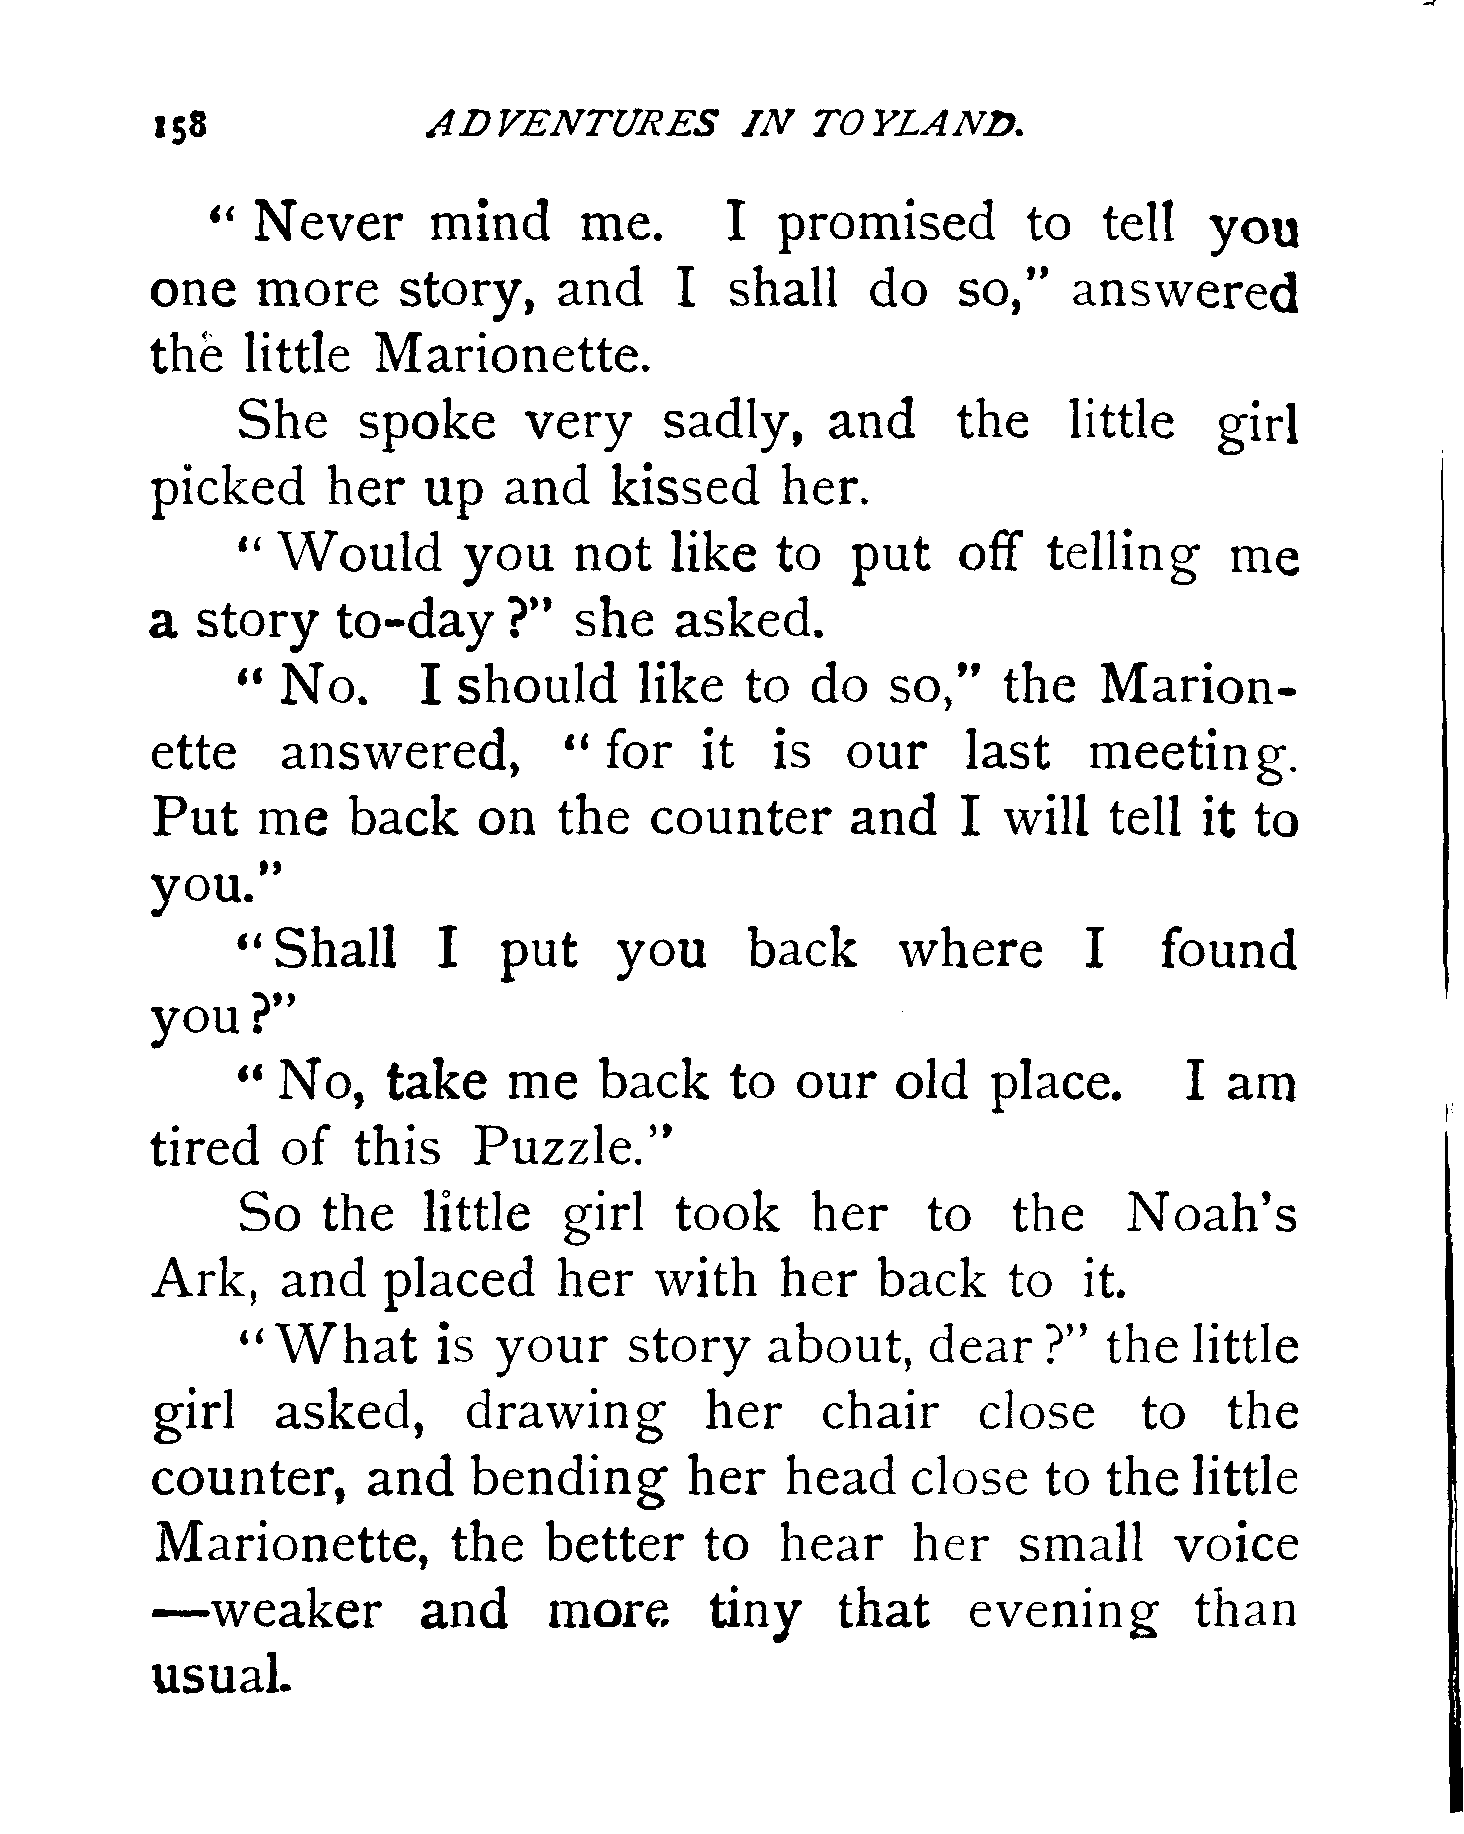 158 ADVENTURES IN TOYLAND.
“ Never mind me. I promised to tell you
one more story, and I shall do so,” answered
the little Marionette.
She spoke very sadly, and the little girl
picked her up and kissed her.
“ Would you not like to put off telling me
a story to-day ?” she asked.
“ No. I should like to do so,” the Marion-
ette answered, “ for it is our last meeting.
Put me back on the counter and I will tell it to
you.”
“ Shall I put you back where I found
you ?”
“ No, take me back to our old place. I am
tired of this Puzzle.”
So the little girl took her to the Noah’s
Ark, and placed her with her back to it.
“ What is your story about, dear ?” the little
girl asked, drawing her chair close to the
counter, and bending her head close to the little
Marionette, the better to hear her small voice
—weaker and more tiny that evening than
usual.